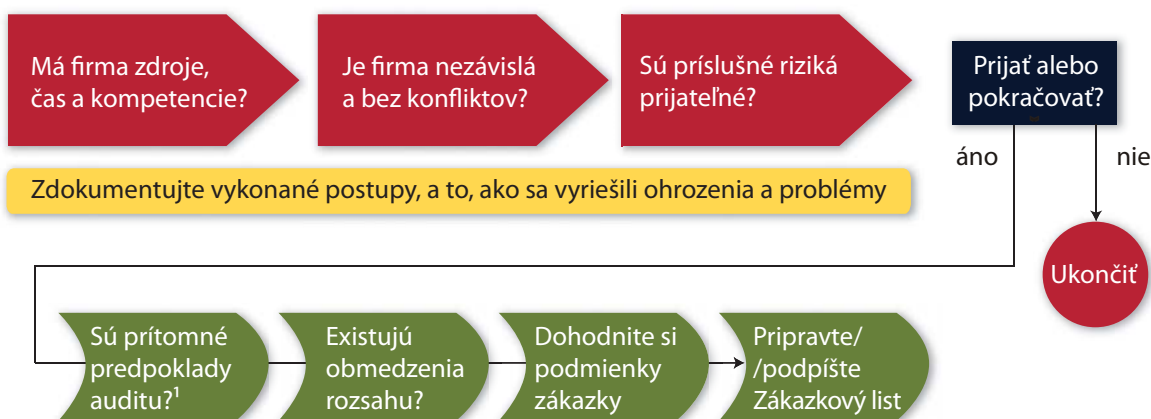 Má firma zdroje,
čas a kompetencie?
Je firma nezávislá
a bez konfliktov?
Sú príslušné riziká
prijateľné?
Prijať alebo
pokračovať?
áno
nie
Zdokumentujte vykonané postupy, a to, ako sa vyriešili ohrozenia a problémy
Ukončiť
Sú prítomné
predpoklady
auditu?¹
Existujú
obmedzenia
rozsahu?
Dohodnite si
podmienky
zákazky
Pripravte/
/podpíšte
Zákazkový list